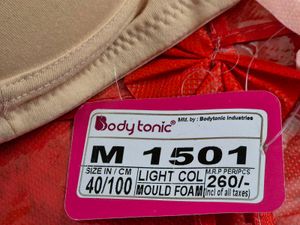 Body tonic®
Mfd. by : Bodytonic Industries
M 1501
SIZE IN / CM
40/100
LIGHT COL
MOULD FOAM
M.R.P PER/PCS
260/-
(incl of all taxes)